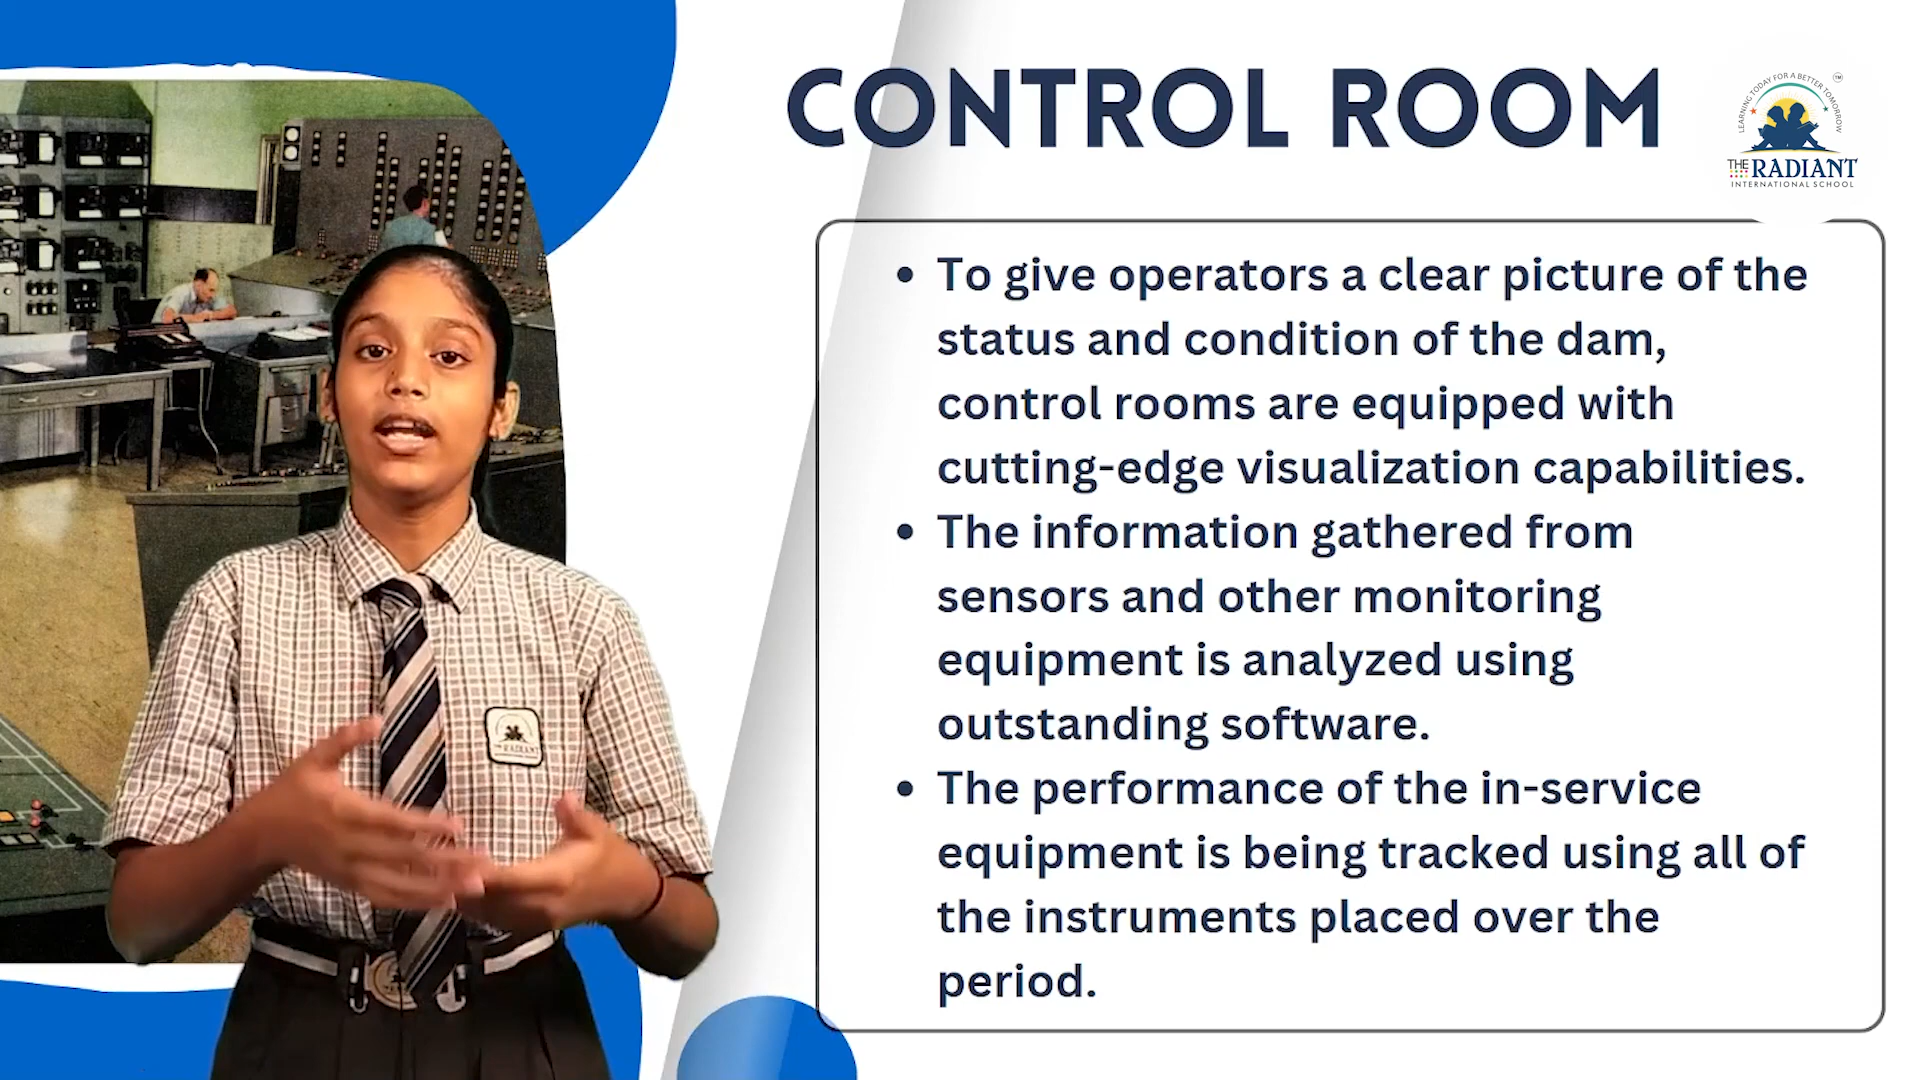 CONTROL ROOM
LEARNING TODAY FOR A BETTER TOMORROW
TM
THE RADIANT
INTERNATIONAL SCHOOL
• To give operators a clear picture of the
status and condition of the dam,
control rooms are equipped with
cutting-edge visualization capabilities.
• The information gathered from
sensors and other monitoring
equipment is analyzed using
outstanding software.
• The performance of the in-service
equipment is being tracked using all of
the instruments placed over the
period.
THE RADIANT